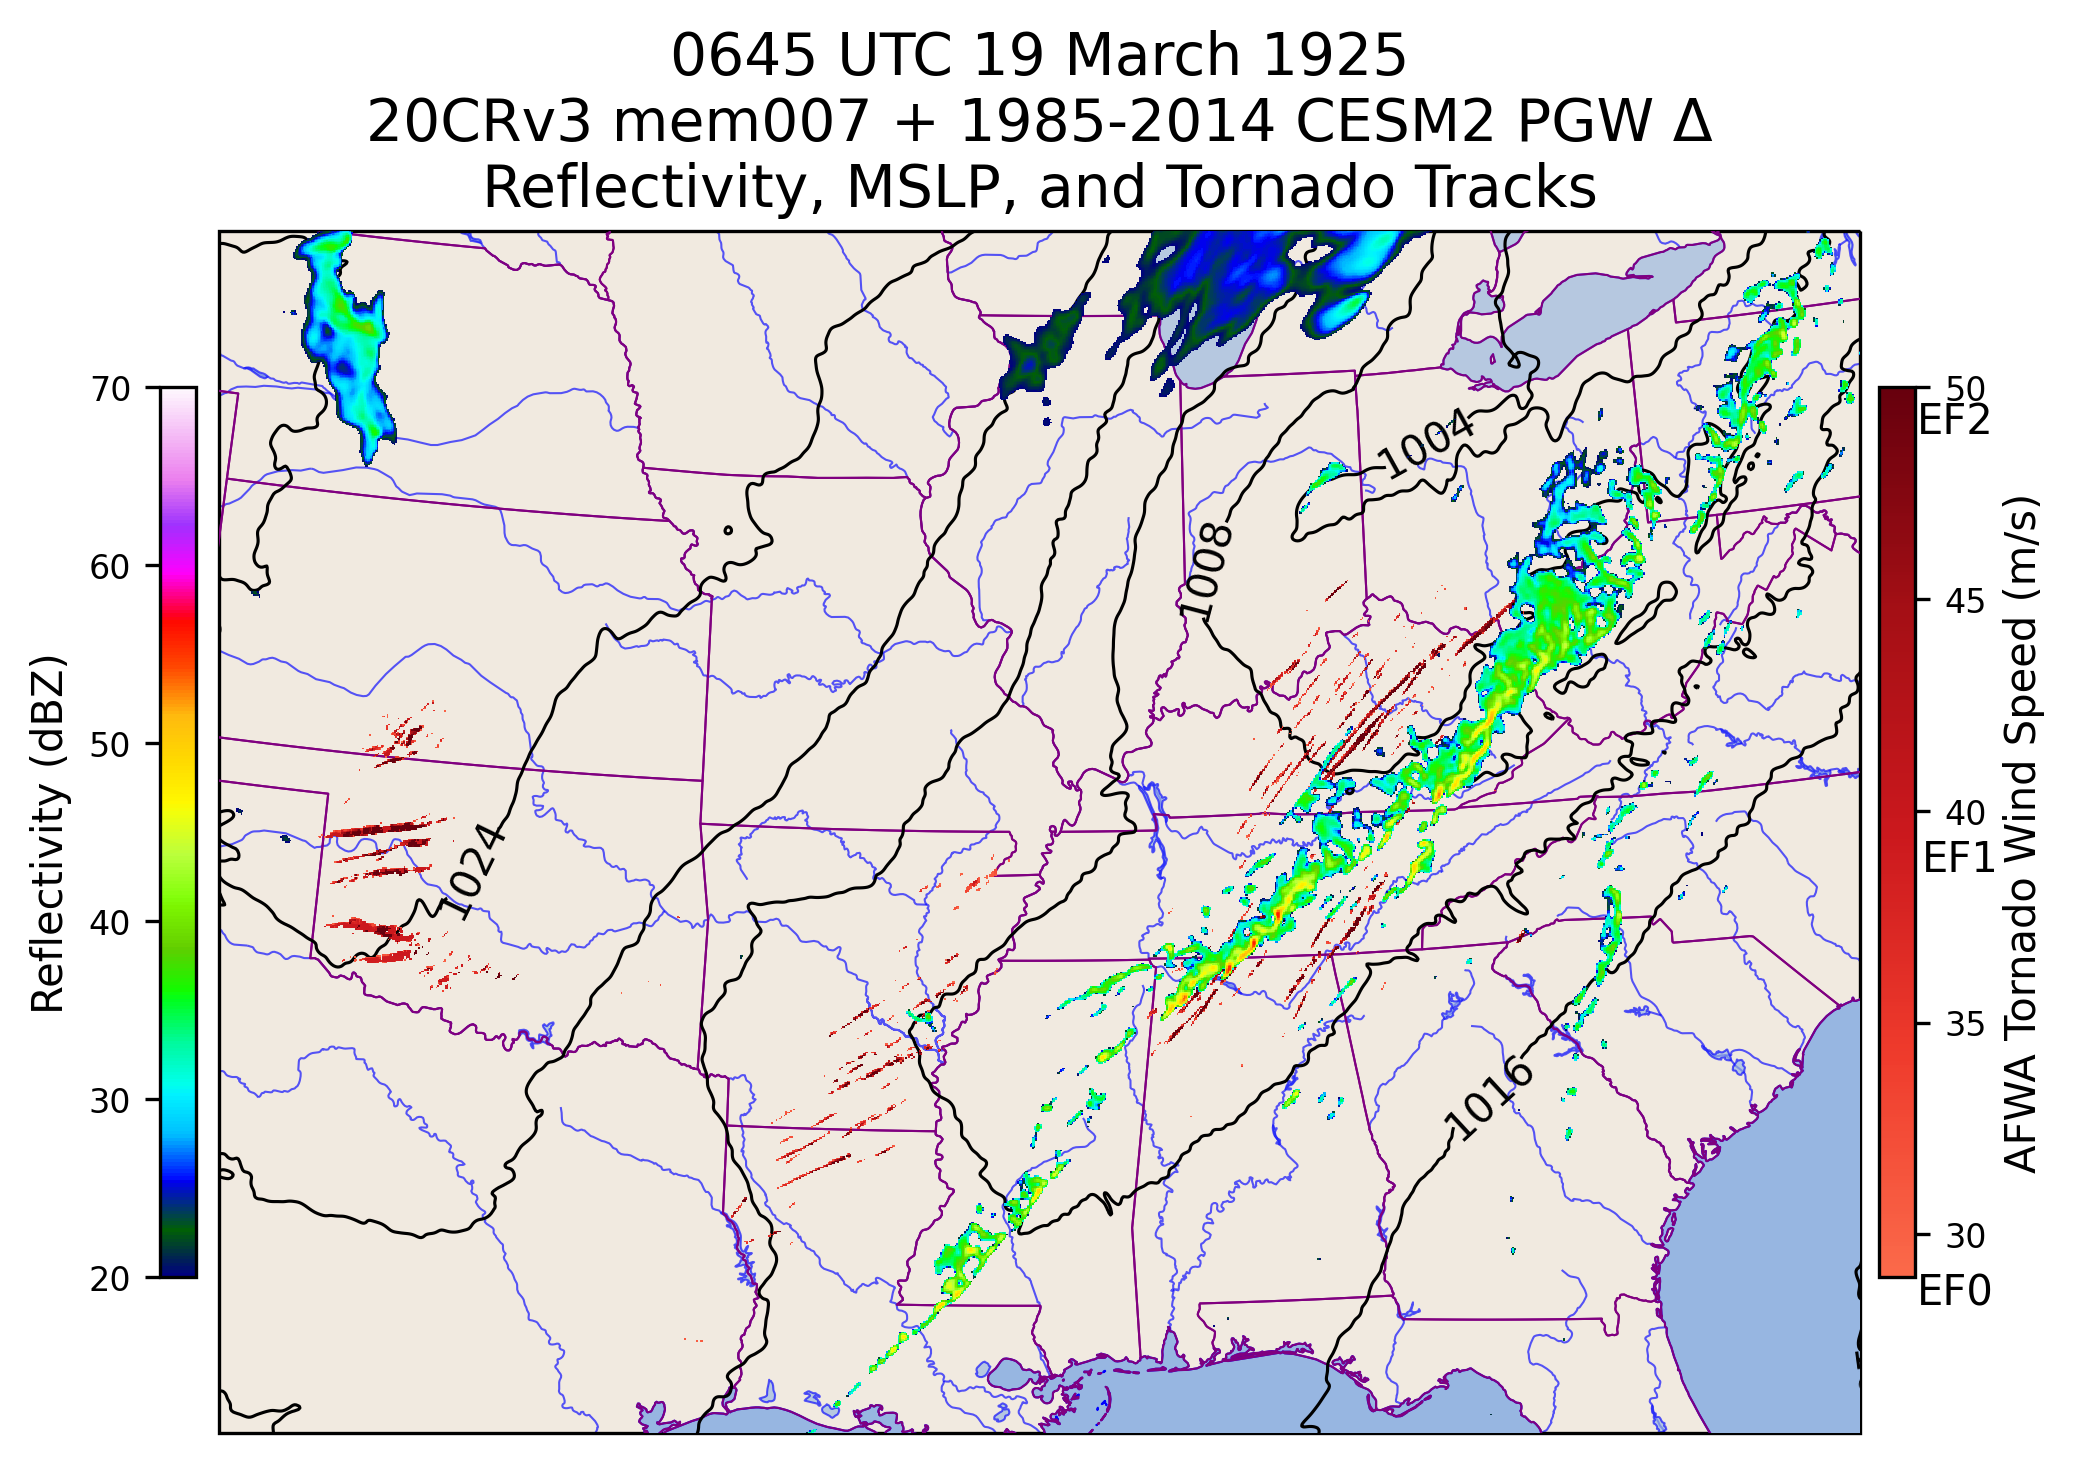 0645 UTC 19 March 1925
20CRv3 mem007 + 1985-2014 CESM2 PGW Δ
Reflectivity, MSLP, and Tornado Tracks
Reflectivity (dBZ)
70
60
50
40
30
20
1004
1008
1024
1016
50
EF2
45
40
EF1
35
30
EF0
AFWA Tornado Wind Speed (m/s)